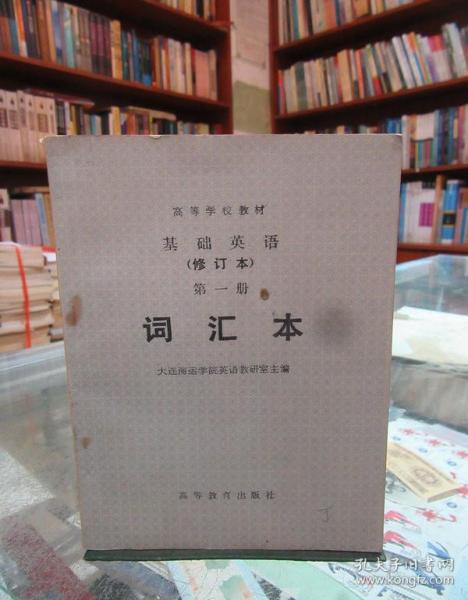 高等学校教材
基础英语
(修订本)
第一册
词汇本
大连海运学院英语教研室主编
高等教育出版社
孔夫子旧书网
www.kongfz.com